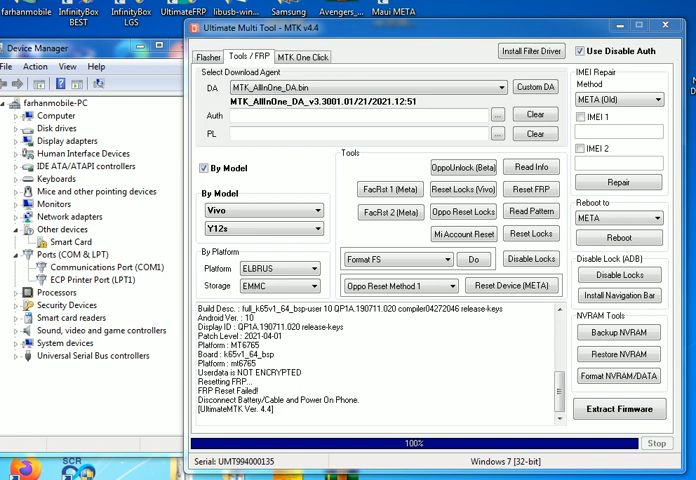 farhanmobile
InfinityBox BEST
InfinityBox LGS
UltimateFRP
libusb-win...
Samsung
Avengers_...
Maui META
Device Manager
File Action View Help
farhanmobile-PC
Computer
Disk drives
Display adapters
Human Interface Devices
IDE ATA/ATAPI controllers
Keyboards
Mice and other pointing devices
Monitors
Network adapters
Other devices
Smart Card
Ports (COM & LPT)
Communications Port (COM1)
ECP Printer Port (LPT1)
Processors
Security Devices
Smart card readers
Sound, video and game controllers
System devices
Universal Serial Bus controllers
SCR
Ultimate Multi Tool - MTK v4.4
Flasher
Tools / FRP
MTK One Click
Install Filter Driver
Use Disable Auth
Select Download Agent
DA
MTK_AllInOne_DA.bin
Custom DA
MTK_AllInOne_DA_v3.3001.01/21/2021.12:51
Auth
...
Clear
PL
...
Clear
By Model
By Model
Vivo
Y12s
By Platform
Platform
ELBRUS
Storage
EMMC
Tools
OppoUnlock (Beta)
Read Info
FacRst 1 (Meta)
Reset Locks (Vivo)
Reset FRP
FacRst 2 (Meta)
Oppo Reset Locks
Read Pattern
Mi Account Reset
Reset Locks
Format FS
Do
Disable Locks
Oppo Reset Method 1
Reset Device (META)
IMEI Repair
Method
META (Old)
IMEI 1
IMEI 2
Repair
Reboot to
META
Reboot
Disable Lock (ADB)
Disable Locks
Install Navigation Bar
NVRAM Tools
Backup NVRAM
Restore NVRAM
Format NVRAM/DATA
Extract Firmware
Build Desc. : full_k65v1_64_bsp-user 10 QP1A.190711.020 compiler04272046 release-keys
Android Ver. : 10
Display ID : QP1A.190711.020 release-keys
Patch Level : 2021-04-01
Platform : MT6765
Board : k65v1_64_bsp
Platform : mt6765
Userdata is NOT ENCRYPTED
Resetting FRP...
FRP Reset Failed!
Disconnect Battery/Cable and Power On Phone.
[UltimateMTK Ver. 4.4]
100%
Stop
Serial: UMT994000135
Windows 7 [32-bit]